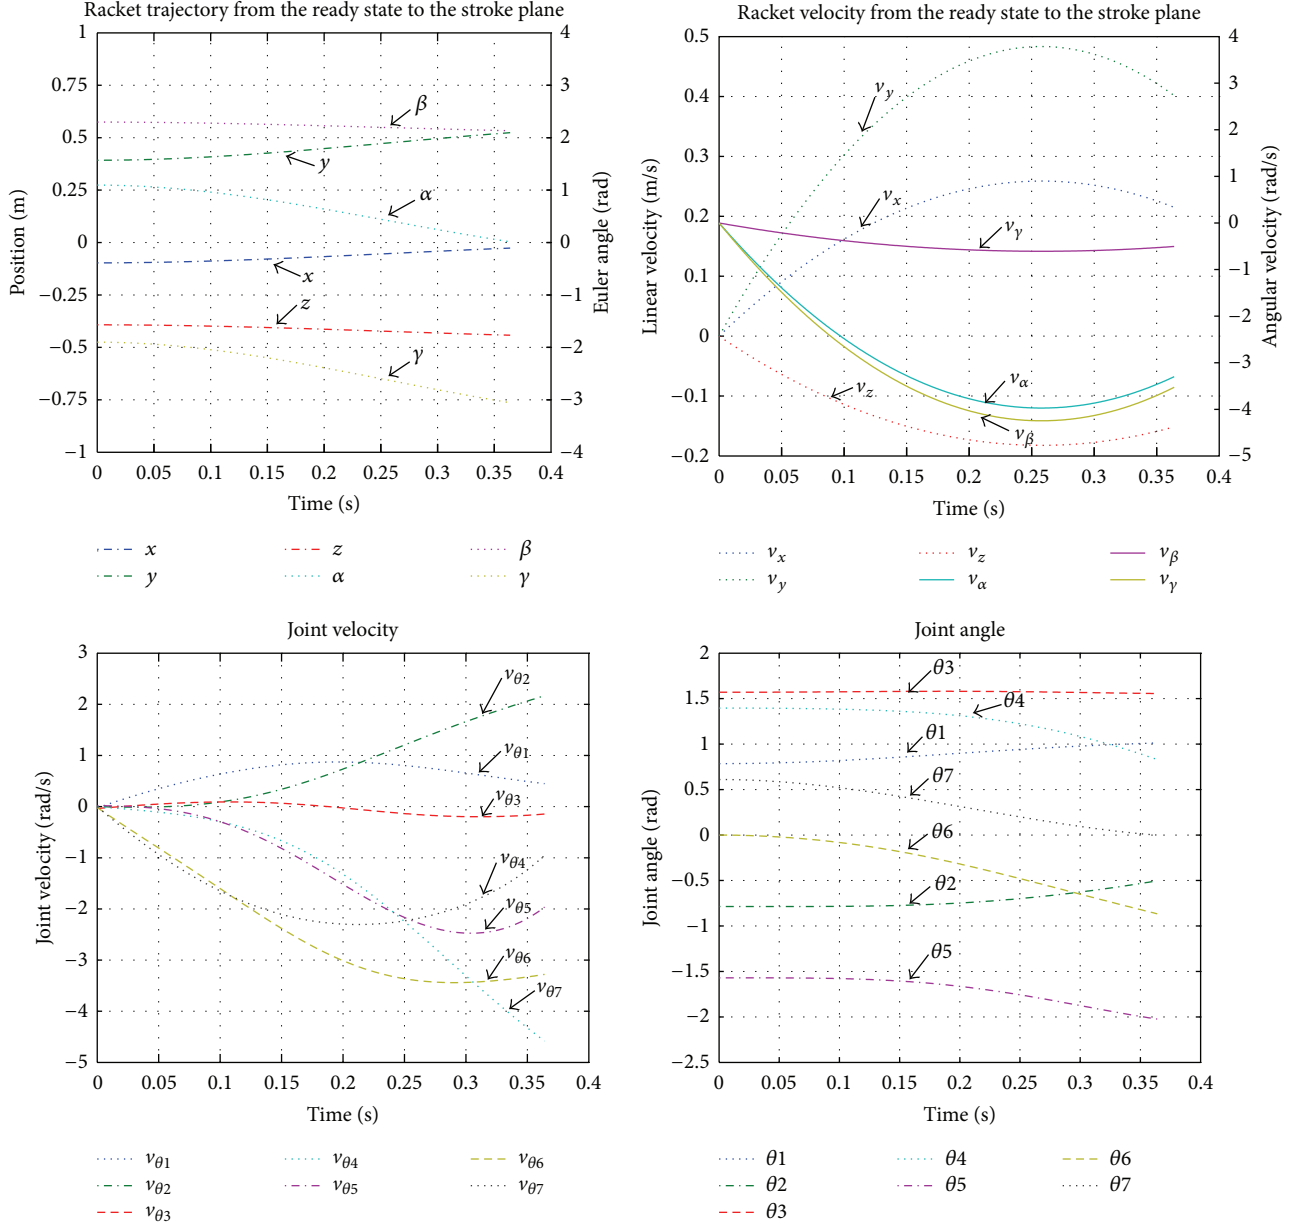 Racket trajectory from the ready state to the stroke plane
1
0.75
0.5
0.25
0
−0.25
−0.5
−0.75
−1
Position (m)
4
3
2
1
0
−1
−2
−3
−4
Euler angle (rad)
β
y
α
x
z
γ
0 0.05 0.1 0.15 0.2 0.25 0.3 0.35 0.4
Time (s)
x z β
y α γ
Racket velocity from the ready state to the stroke plane
0.5
0.4
0.3
0.2
0.1
0
−0.1
−0.2
Linear velocity (m/s)
4
3
2
1
0
−1
−2
−3
−4
−5
Angular velocity (rad/s)
vy
vx
vγ
vα
vz
vβ
0 0.05 0.1 0.15 0.2 0.25 0.3 0.35 0.4
Time (s)
vx vz vβ
vy vα vγ
Joint velocity
3
2
1
0
−1
−2
−3
−4
−5
Joint velocity (rad/s)
vθ2
vθ1
vθ3
vθ4
vθ5
vθ6
vθ7
0 0.05 0.1 0.15 0.2 0.25 0.3 0.35 0.4
Time (s)
vθ1 vθ4 vθ6
vθ2 vθ5 vθ7
vθ3
Joint angle
2
1.5
1
0.5
0
−0.5
−1
−1.5
−2
−2.5
Joint angle (rad)
θ3
θ4
θ1
θ7
θ6
θ2
θ5
0 0.05 0.1 0.15 0.2 0.25 0.3 0.35 0.4
Time (s)
θ1 θ4 θ6
θ2 θ5 θ7
θ3